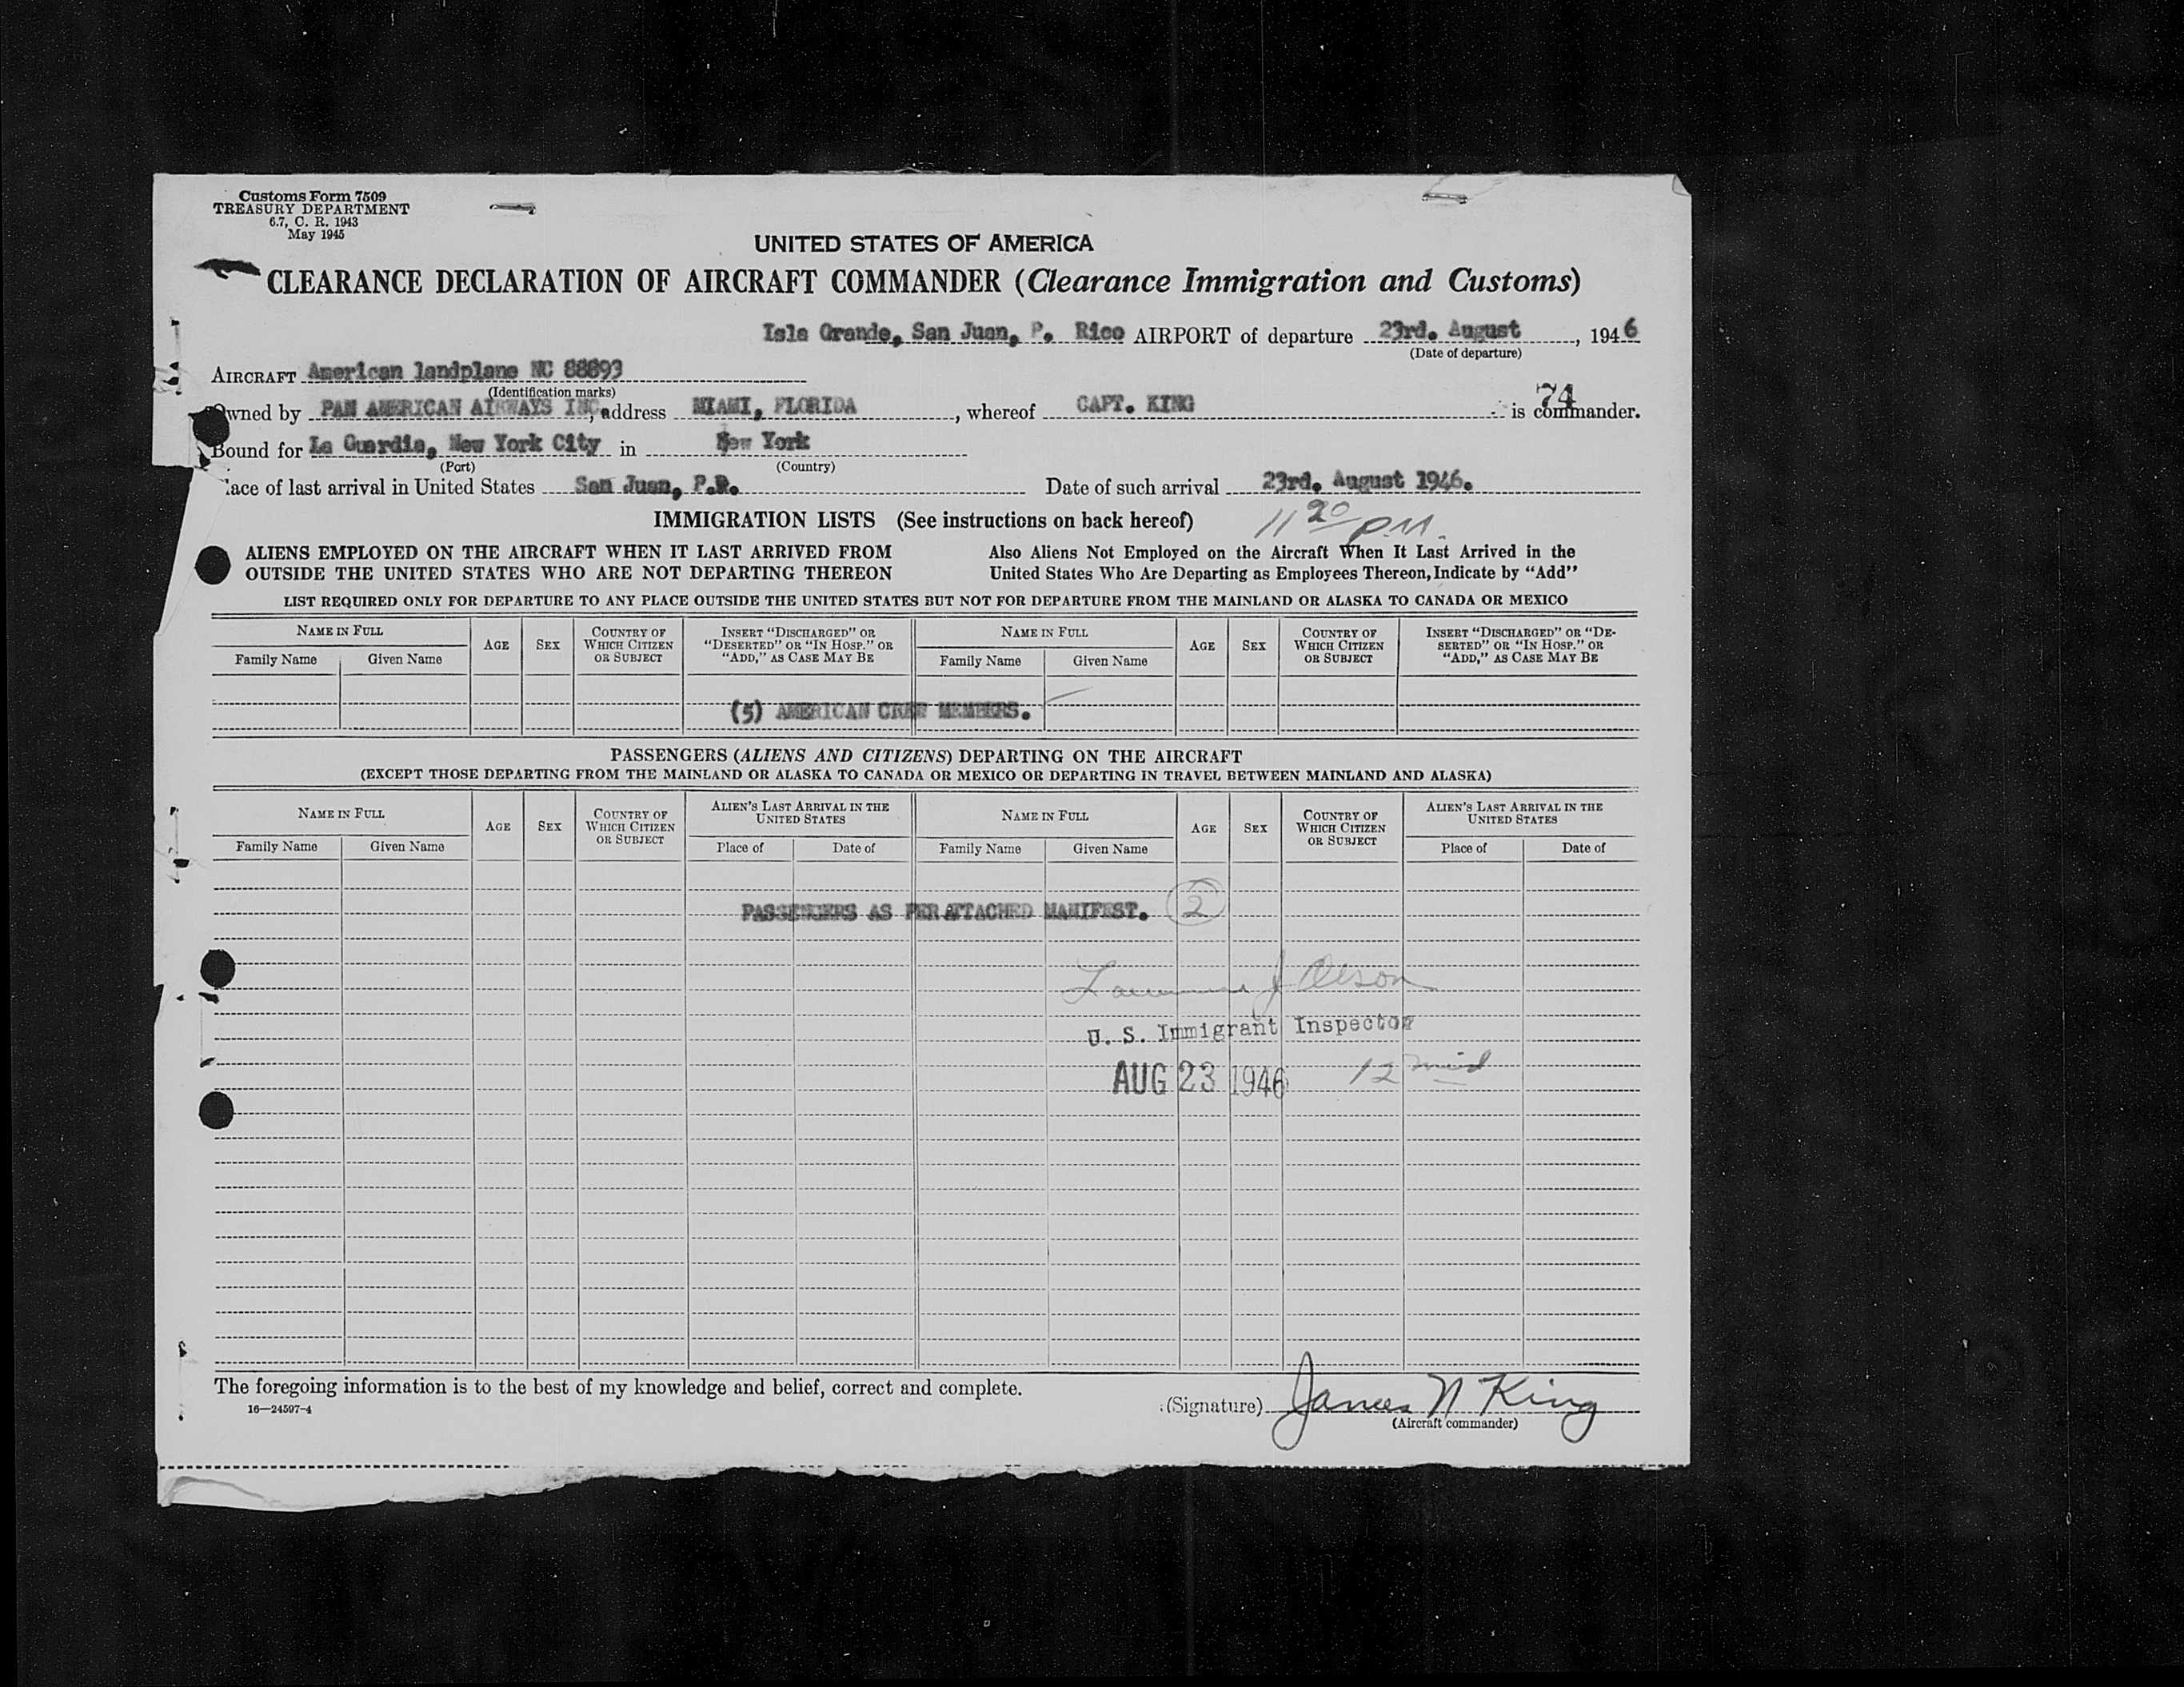 Customs Form 7509
TREASURY DEPARTMENT
6.7, C. R. 1943
May 1945
UNITED STATES OF AMERICA
CLEARANCE DECLARATION OF AIRCRAFT COMMANDER (Clearance Immigration and Customs)
Isla Grande, San Juan, P. Rico AIRPORT of departure 23rd. August, 1946
(Date of departure)
AIRCRAFT American landplane NC 88893
(Identification marks)
74
Owned by PAN AMERICAN AIRWAYS INC, address MIAMI, FLORIDA, whereof CAPT. KING is commander.
Bound for La Guardia, New York City in New York
(Port) (Country)
lace of last arrival in United States San Juan, P.R. Date of such arrival 23rd. August 1946.
IMMIGRATION LISTS (See instructions on back hereof) 11 20 P.M.
ALIENS EMPLOYED ON THE AIRCRAFT WHEN IT LAST ARRIVED FROM OUTSIDE THE UNITED STATES WHO ARE NOT DEPARTING THEREON
Also Aliens Not Employed on the Aircraft When It Last Arrived in the United States Who Are Departing as Employees Thereon, Indicate by "Add"
LIST REQUIRED ONLY FOR DEPARTURE TO ANY PLACE OUTSIDE THE UNITED STATES BUT NOT FOR DEPARTURE FROM THE MAINLAND OR ALASKA TO CANADA OR MEXICO
NAME IN FULL AGE SEX COUNTRY OF WHICH CITIZEN OR SUBJECT INSERT "DISCHARGED" OR "DESERTED" OR "IN HOSP." OR "ADD," AS CASE MAY BE NAME IN FULL AGE SEX COUNTRY OF WHICH CITIZEN OR SUBJECT INSERT "DISCHARGED" OR "DE-SERTED" OR "IN HOSP." OR "ADD," AS CASE MAY BE
Family Name Given Name Family Name Given Name
(5) AMERICAN CREW MEMBERS.
PASSENGERS (ALIENS AND CITIZENS) DEPARTING ON THE AIRCRAFT
(EXCEPT THOSE DEPARTING FROM THE MAINLAND OR ALASKA TO CANADA OR MEXICO OR DEPARTING IN TRAVEL BETWEEN MAINLAND AND ALASKA)
NAME IN FULL AGE SEX COUNTRY OF WHICH CITIZEN OR SUBJECT ALIEN'S LAST ARRIVAL IN THE UNITED STATES NAME IN FULL AGE SEX COUNTRY OF WHICH CITIZEN OR SUBJECT ALIEN'S LAST ARRIVAL IN THE UNITED STATES
Family Name Given Name Place of Date of Family Name Given Name Place of Date of
PASSENGERS AS PER ATTACHED MANIFEST. 2
J Olson
U. S. Immigrant Inspector
AUG 23 1946 12 mid
The foregoing information is to the best of my knowledge and belief, correct and complete.
16—24597-4
(Signature) James N King
(Aircraft commander)